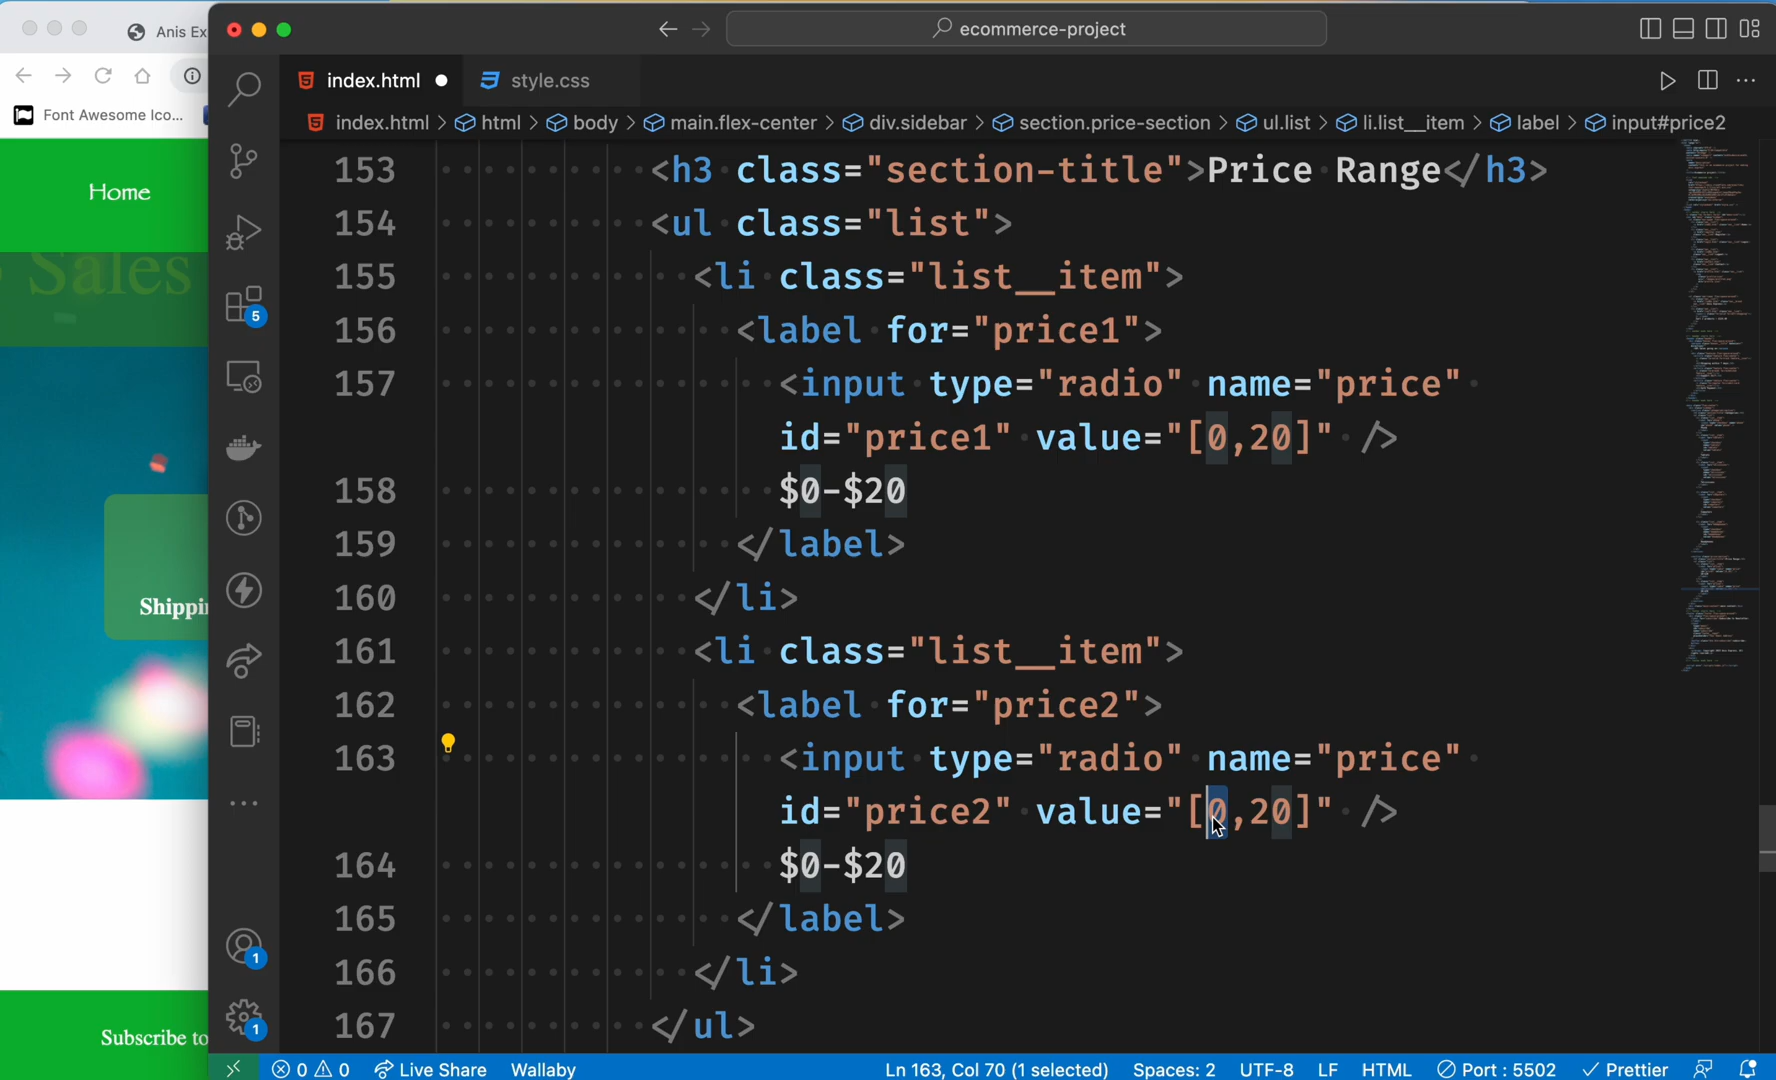 Anis Ex
ecommerce-project
index.html
style.css
Font Awesome Ico...
index.html > html > body > main.flex-center > div.sidebar > section.price-section > ul.list > li.list__item > label > input#price2
Home
Sales
Shippin
Subscribe to
153 <h3 class="section-title">Price Range</h3>
154 <ul class="list">
155 <li class="list__item">
156 <label for="price1">
157 <input type="radio" name="price"
id="price1" value="[0,20]" />
158 $0-$20
159 </label>
160 </li>
161 <li class="list__item">
162 <label for="price2">
163 <input type="radio" name="price"
id="price2" value="[0,20]" />
164 $0-$20
165 </label>
166 </li>
167 </ul>
5
1
1
0 0 Live Share Wallaby Ln 163, Col 70 (1 selected) Spaces: 2 UTF-8 LF HTML Port : 5502 Prettier